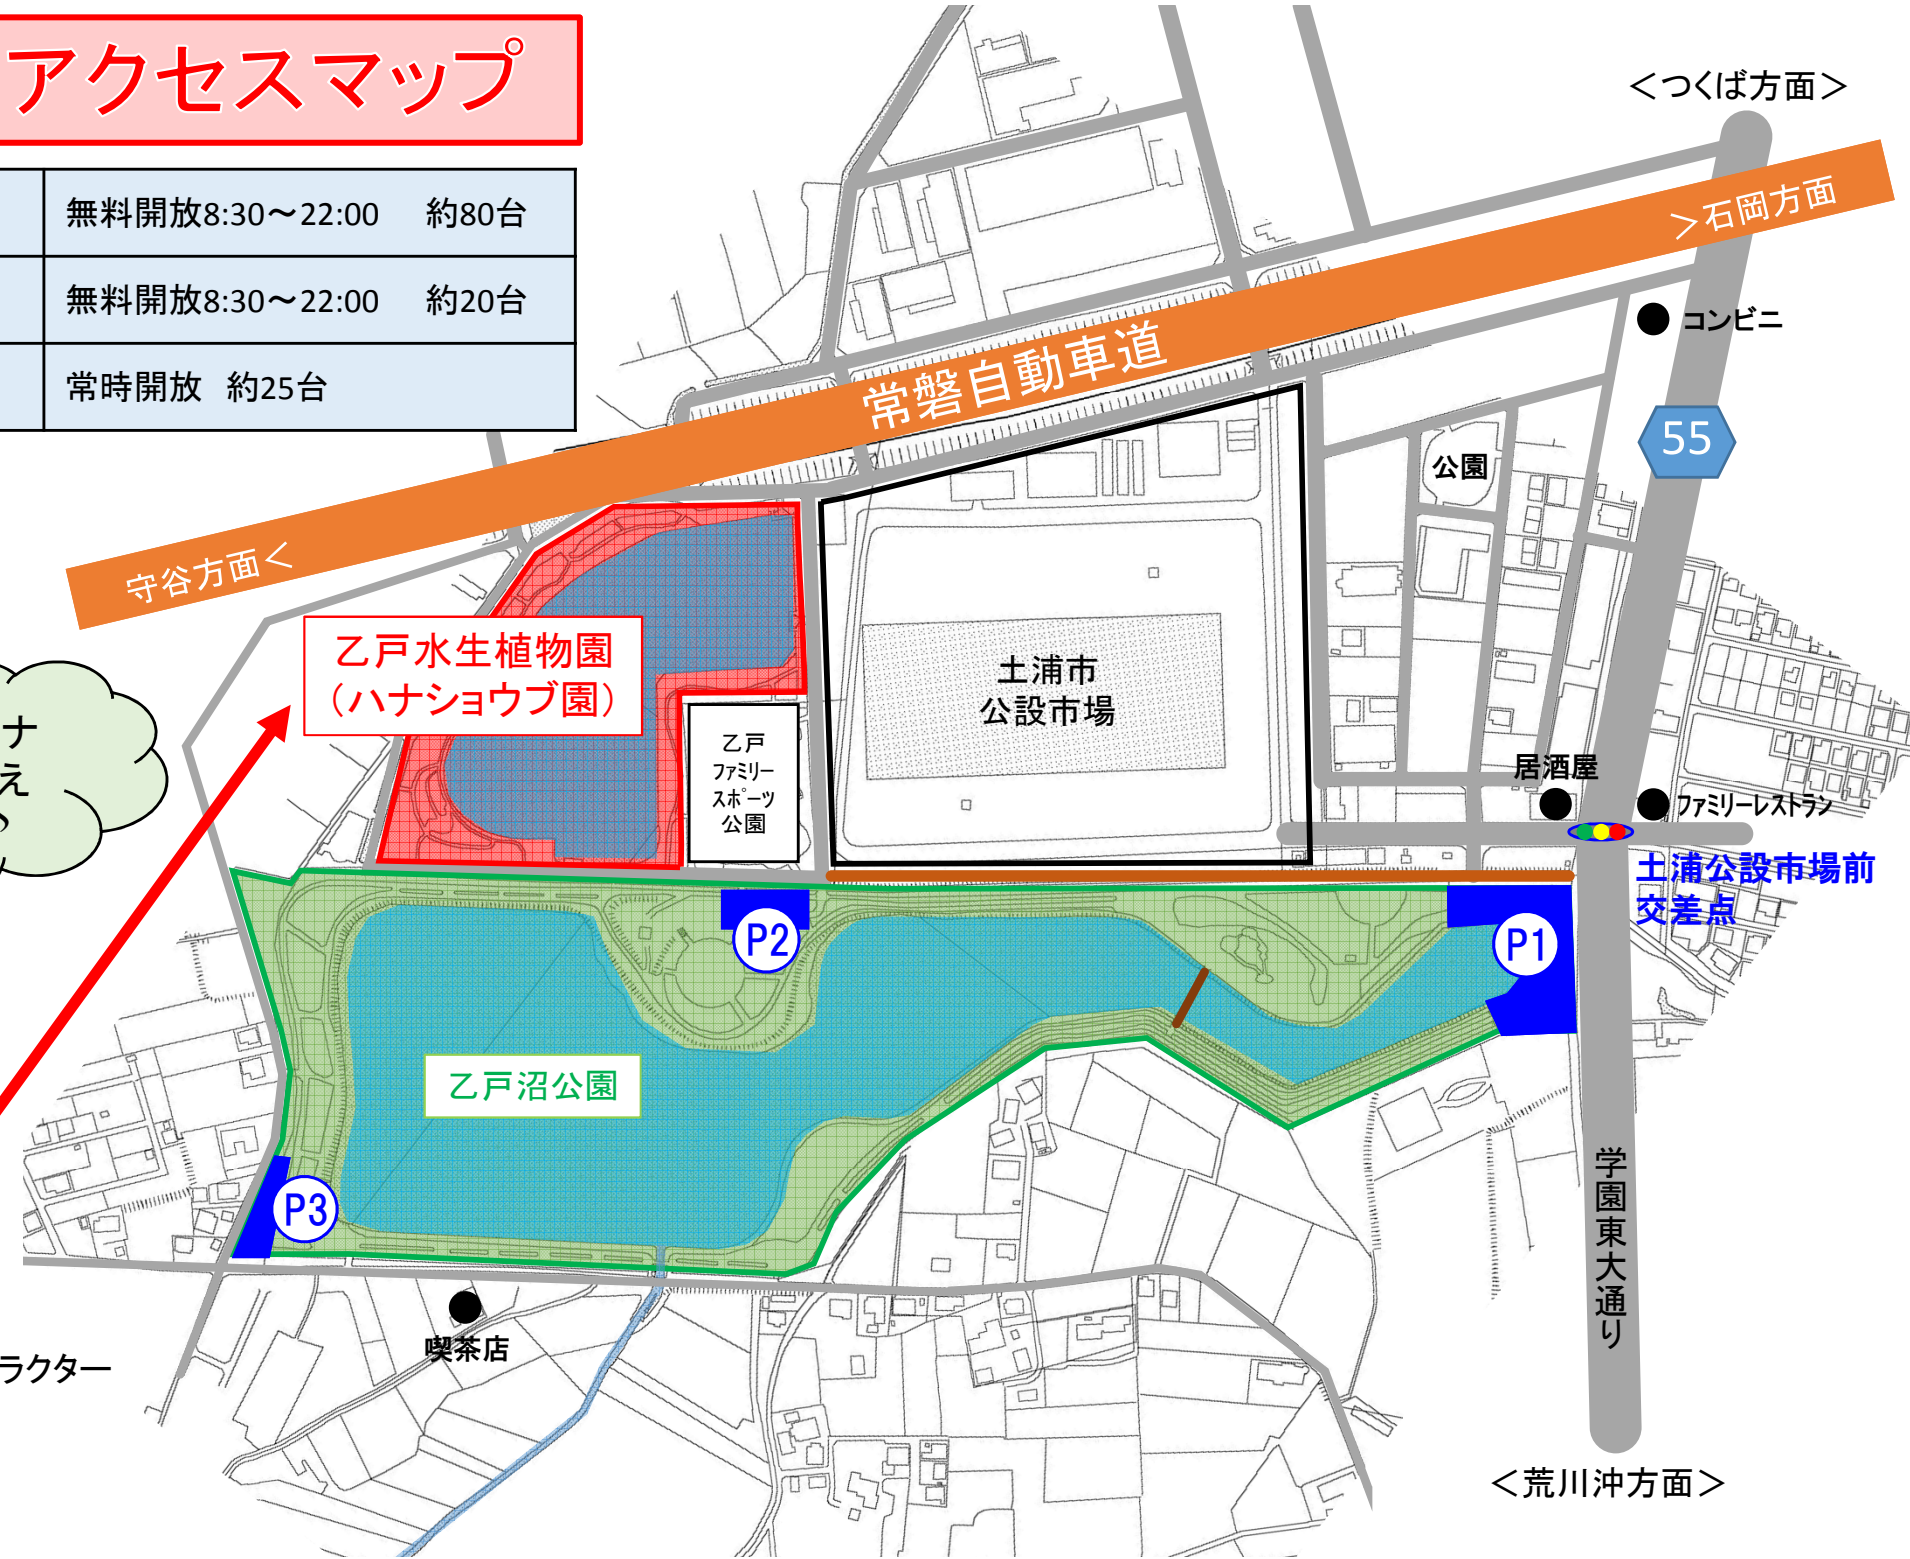 アクセスマップ
無料開放8:30～22:00 約80台
無料開放8:30～22:00 約20台
常時開放 約25台
＜つくば方面＞
＞石岡方面
常磐自動車道
守谷方面＜
コンビニ
55
公園
乙戸水生植物園
（ハナショウブ園）
乙戸
ファミリー
スポーツ
公園
土浦市
公設市場
居酒屋
ファミリーレストラン
土浦公設市場前
交差点
ナ
え
P2
P1
乙戸沼公園
P3
学園東大通り
喫茶店
ラクター
＜荒川沖方面＞